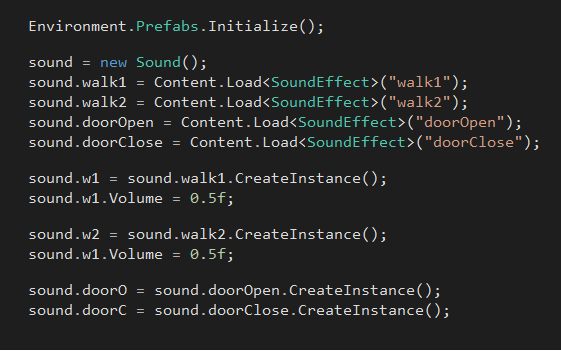 Environment.Prefabs.Initialize();
sound = new Sound();
sound.walk1 = Content.Load<SoundEffect>("walk1");
sound.walk2 = Content.Load<SoundEffect>("walk2");
sound.doorOpen = Content.Load<SoundEffect>("doorOpen");
sound.doorClose = Content.Load<SoundEffect>("doorClose");
sound.w1 = sound.walk1.CreateInstance();
sound.w1.Volume = 0.5f;
sound.w2 = sound.walk2.CreateInstance();
sound.w1.Volume = 0.5f;
sound.doorO = sound.doorOpen.CreateInstance();
sound.doorC = sound.doorClose.CreateInstance();